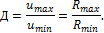 Д = u_max / u_min = R_max / R_min.